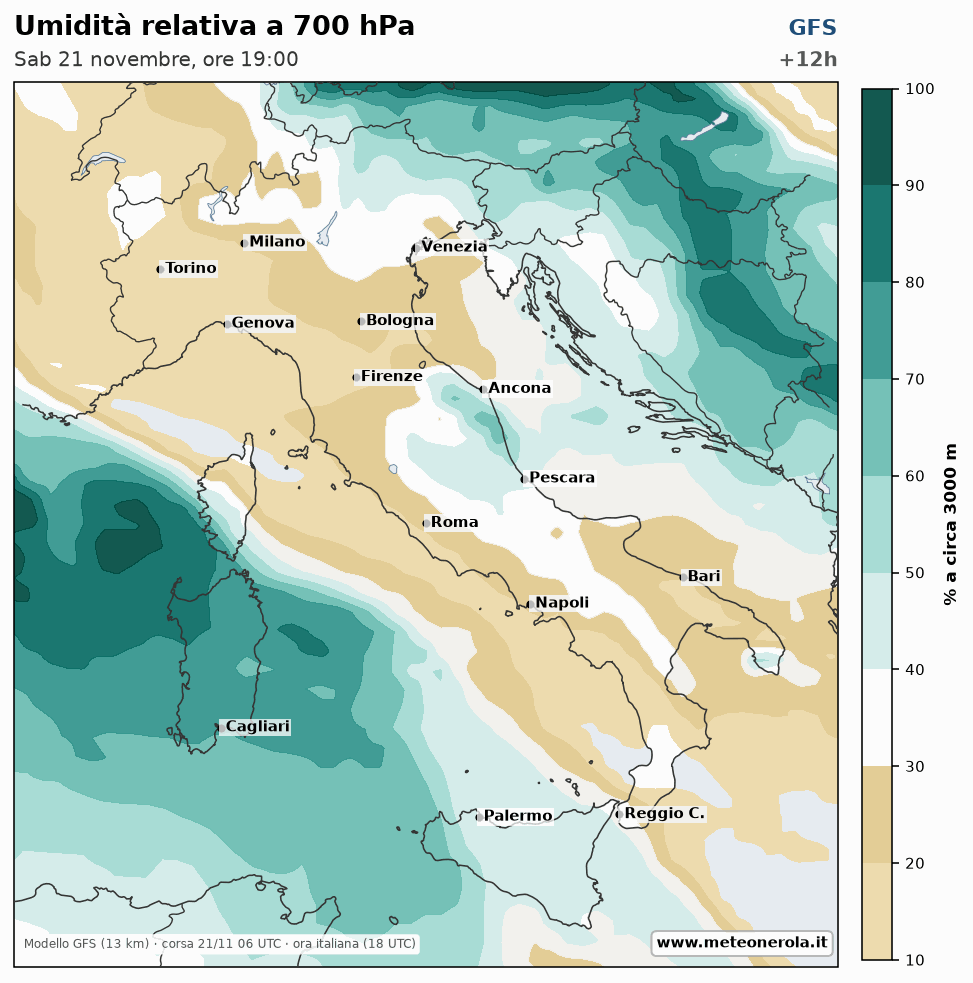 Umidità relativa a 700 hPa
GFS
Sab 21 novembre, ore 19:00
+12h
100
90
80
70
60
50
40
30
20
10
% a circa 3000 m
Milano
Venezia
Torino
Genova
Bologna
Firenze
Ancona
Pescara
Roma
Bari
Napoli
Cagliari
Palermo
Reggio C.
Modello GFS (13 km) · corsa 21/11 06 UTC · ora italiana (18 UTC)
www.meteonerola.it